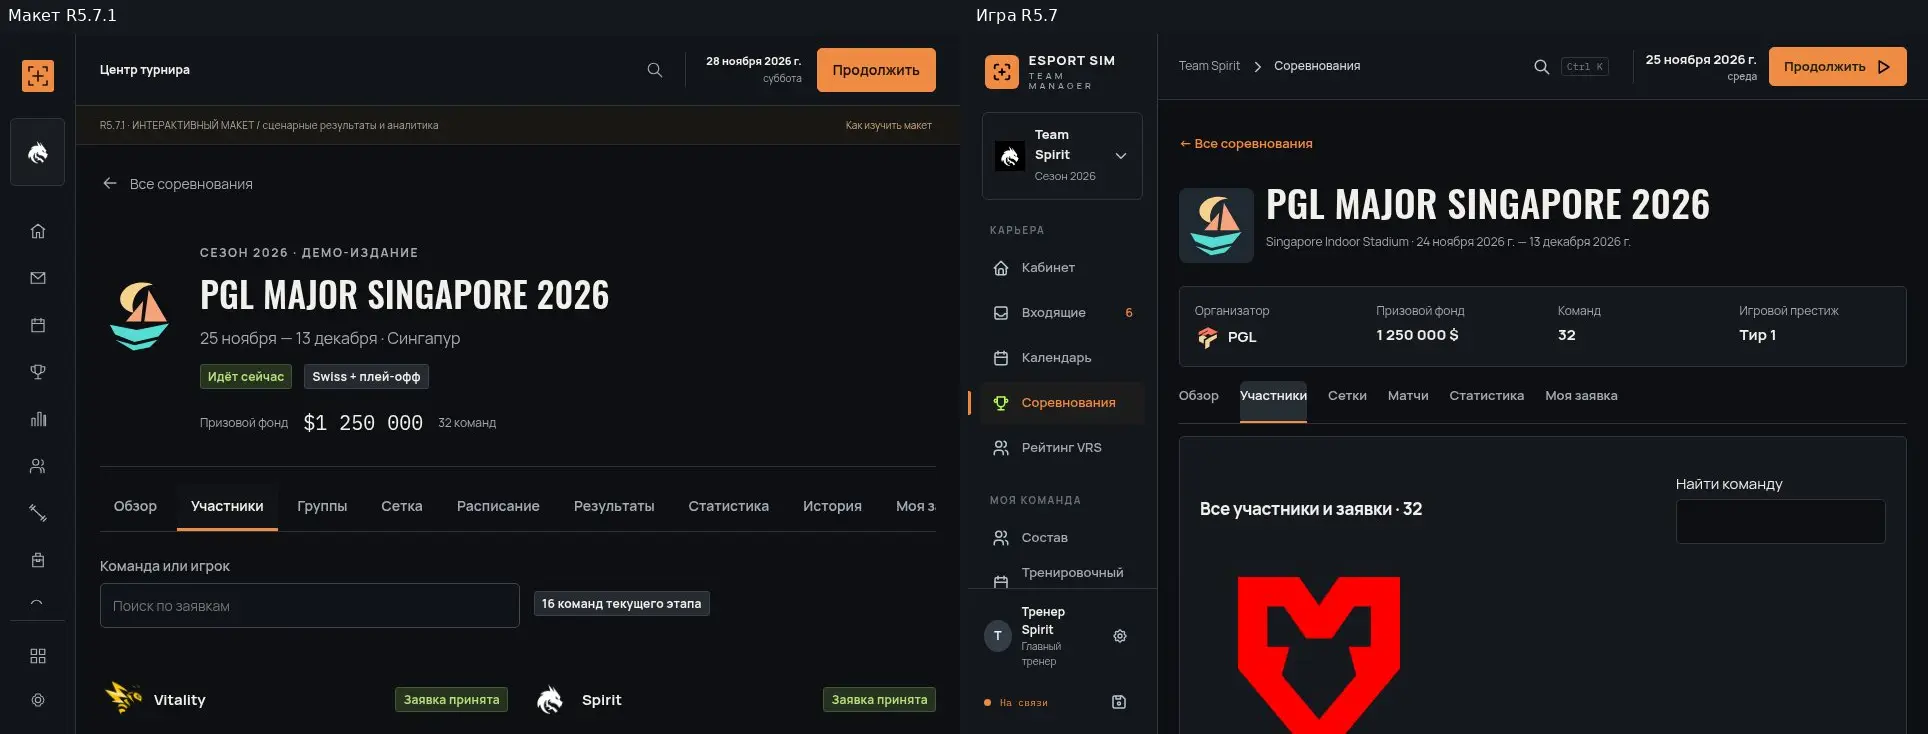 Макет R5.7.1
Центр турнира
28 ноября 2026 г.
суббота
Продолжить
R5.7.1 · ИНТЕРАКТИВНЫЙ МАКЕТ / сценарные результаты и аналитика
Как изучить макет
Все соревнования
СЕЗОН 2026 · ДЕМО-ИЗДАНИЕ
PGL MAJOR SINGAPORE 2026
25 ноября — 13 декабря · Сингапур
Идёт сейчас
Swiss + плей-офф
Призовой фонд $1 250 000 32 команд
Обзор Участники Группы Сетка Расписание Результаты Статистика История Моя за
Команда или игрок
Поиск по заявкам
16 команд текущего этапа
Vitality
Заявка принята
Spirit
Заявка принята
Игра R5.7
ESPORT SIM
TEAM
MANAGER
Team
Spirit
Сезон 2026
КАРЬЕРА
Кабинет
Входящие 6
Календарь
Соревнования
Рейтинг VRS
МОЯ КОМАНДА
Состав
Тренировочный
T
Тренер
Spirit
Главный
тренер
На связи
Team Spirit > Соревнования
Ctrl K
25 ноября 2026 г.
среда
Продолжить
← Все соревнования
PGL MAJOR SINGAPORE 2026
Singapore Indoor Stadium · 24 ноября 2026 г. — 13 декабря 2026 г.
Организатор
PGL
Призовой фонд
1 250 000 $
Команд
32
Игровой престиж
Тир 1
Обзор Участники Сетки Матчи Статистика Моя заявка
Все участники и заявки · 32
Найти команду